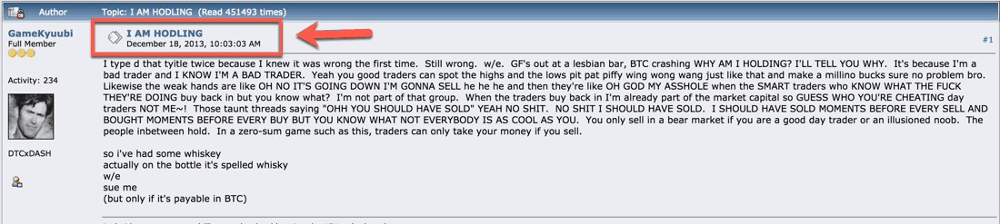 Author Topic: I AM HODLING (Read 451493 times)
GameKyuubi
Full Member
Activity: 234
DTCxDASH
I AM HODLING
December 18, 2013, 10:03:03 AM
#1
I type d that tyitle twice because I knew it was wrong the first time. Still wrong. w/e. GF's out at a lesbian bar, BTC crashing WHY AM I HOLDING? I'LL TELL YOU WHY. It's because I'm a
bad trader and I KNOW I'M A BAD TRADER. Yeah you good traders can spot the highs and the lows pit pat piffy wing wong wang just like that and make a millino bucks sure no problem bro.
Likewise the weak hands are like OH NO IT'S GOING DOWN I'M GONNA SELL he he he and then they're like OH GOD MY ASSHOLE when the SMART traders who KNOW WHAT THE FUCK
THEY'RE DOING buy back in but you know what? I'm not part of that group. When the traders buy back in I'm already part of the market capital so GUESS WHO YOU'RE CHEATING day
traders NOT ME~! Those taunt threads saying "OHH YOU SHOULD HAVE SOLD" YEAH NO SHIT. NO SHIT I SHOULD HAVE SOLD. I SHOULD HAVE SOLD MOMENTS BEFORE EVERY SELL AND
BOUGHT MOMENTS BEFORE EVERY BUY BUT YOU KNOW WHAT NOT EVERYBODY IS AS COOL AS YOU. You only sell in a bear market if you are a good day trader or an illusioned noob. The
people inbetween hold. In a zero-sum game such as this, traders can only take your money if you sell.
so i've had some whiskey
actually on the bottle it's spelled whisky
w/e
sue me
(but only if it's payable in BTC)